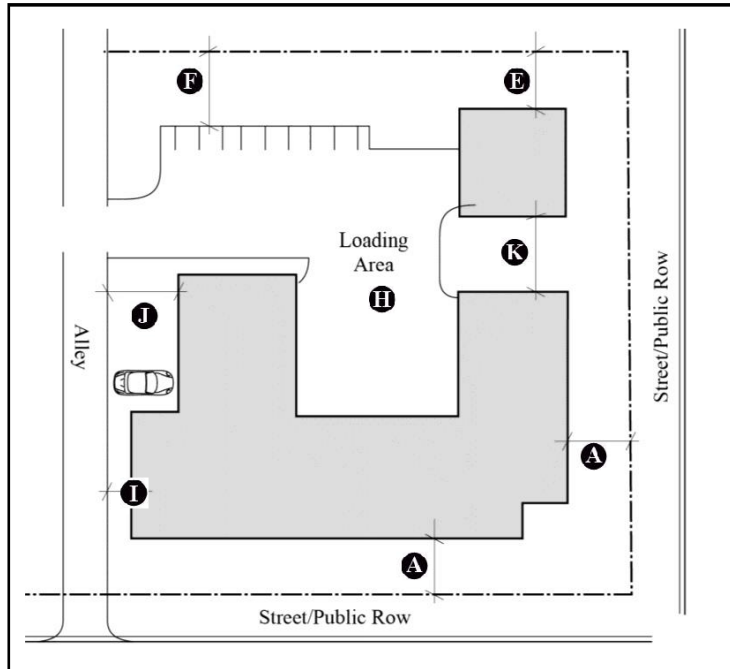 F
E
Loading
Area
K
H
J
Alley
Street/Public Row
A
I
A
Street/Public Row